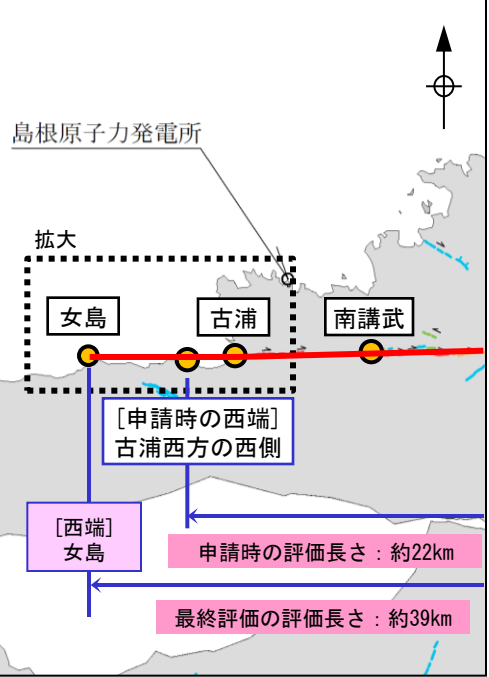 島根原子力発電所
拡大
女島
古浦
南講武
[申請時の西端]
古浦西方の西側
[西端]
女島
申請時の評価長さ：約22km
最終評価の評価長さ：約39km